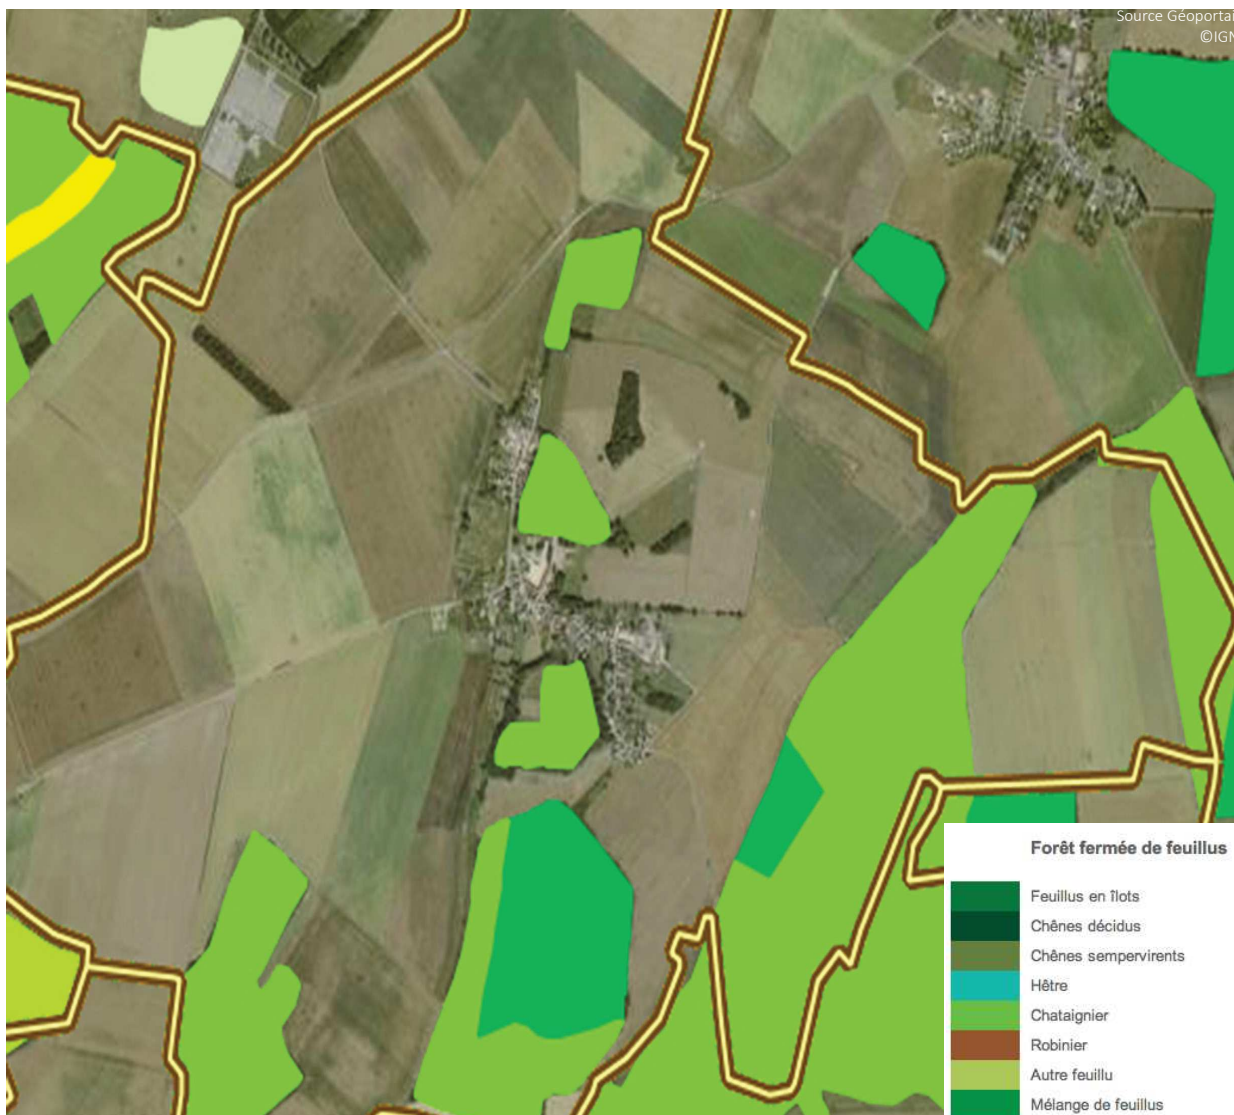 Source Géoportai
©IGN
Forêt fermée de feuillus
Feuillus en îlots
Chênes décidus
Chênes sempervirents
Hêtre
Chataignier
Robinier
Autre feuillu
Mélange de feuillus